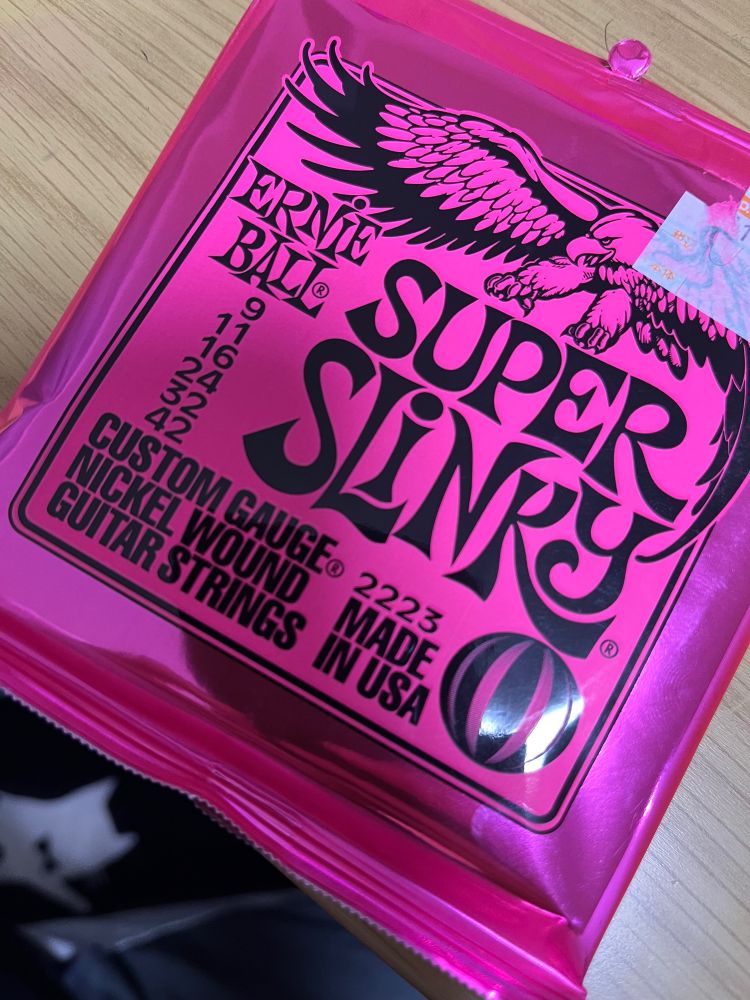 ERNIE
BALL®
9
11
16
24
32
42
SUPER
SLiNKY®
CUSTOM GAUGE®
NICKEL WOUND
GUITAR STRINGS
2223
MADE
IN USA